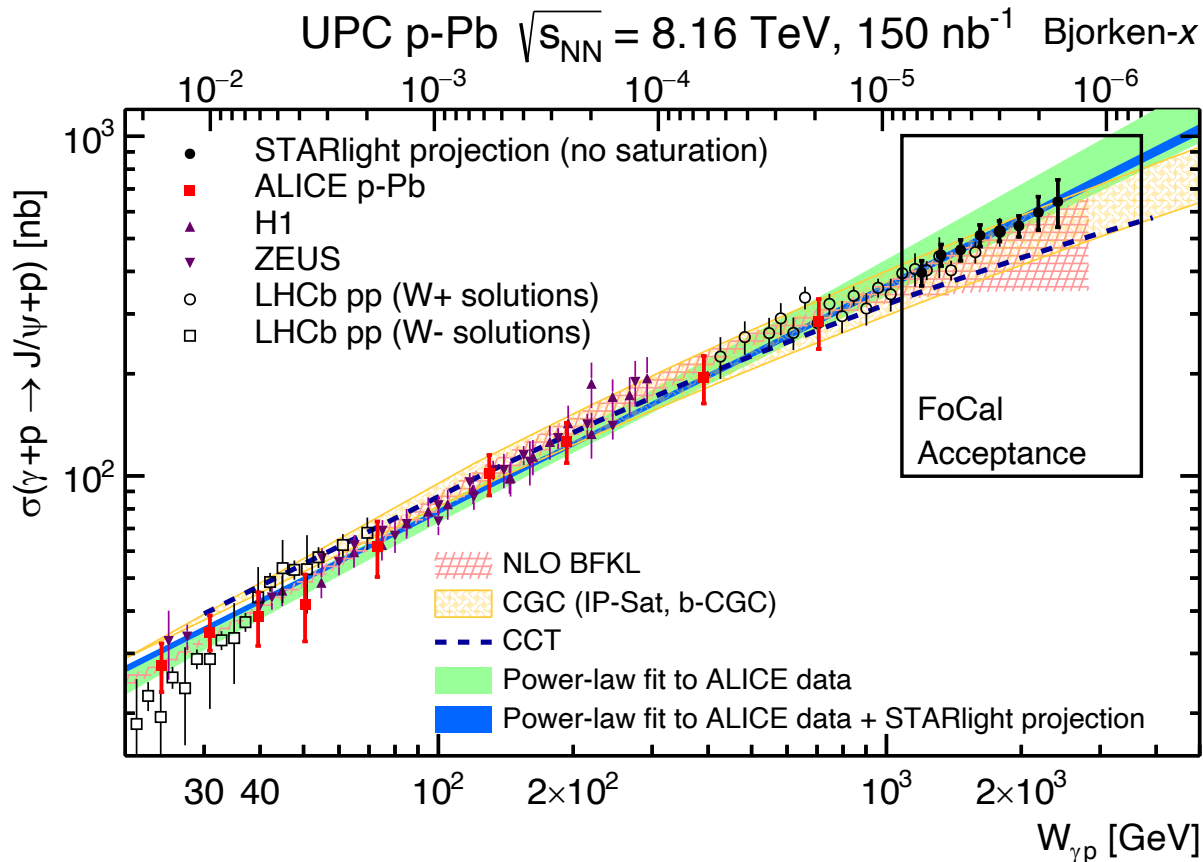 UPC p-Pb √s_NN = 8.16 TeV, 150 nb⁻¹ Bjorken-x
10⁻² 10⁻³ 10⁻⁴ 10⁻⁵ 10⁻⁶
10³
10²
σ(γ+p → J/ψ+p) [nb]
STARlight projection (no saturation)
ALICE p-Pb
H1
ZEUS
LHCb pp (W+ solutions)
LHCb pp (W- solutions)
FoCal
Acceptance
NLO BFKL
CGC (IP-Sat, b-CGC)
CCT
Power-law fit to ALICE data
Power-law fit to ALICE data + STARlight projection
30 40 10² 2×10² 10³ 2×10³
W_γp [GeV]